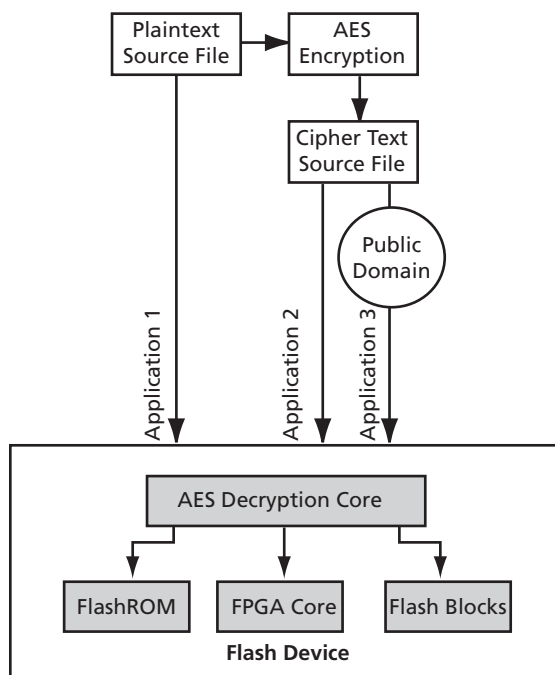 Plaintext
Source File
AES
Encryption
Cipher Text
Source File
Public
Domain
Application 1
Application 2
Application 3
AES Decryption Core
FlashROM
FPGA Core
Flash Blocks
Flash Device